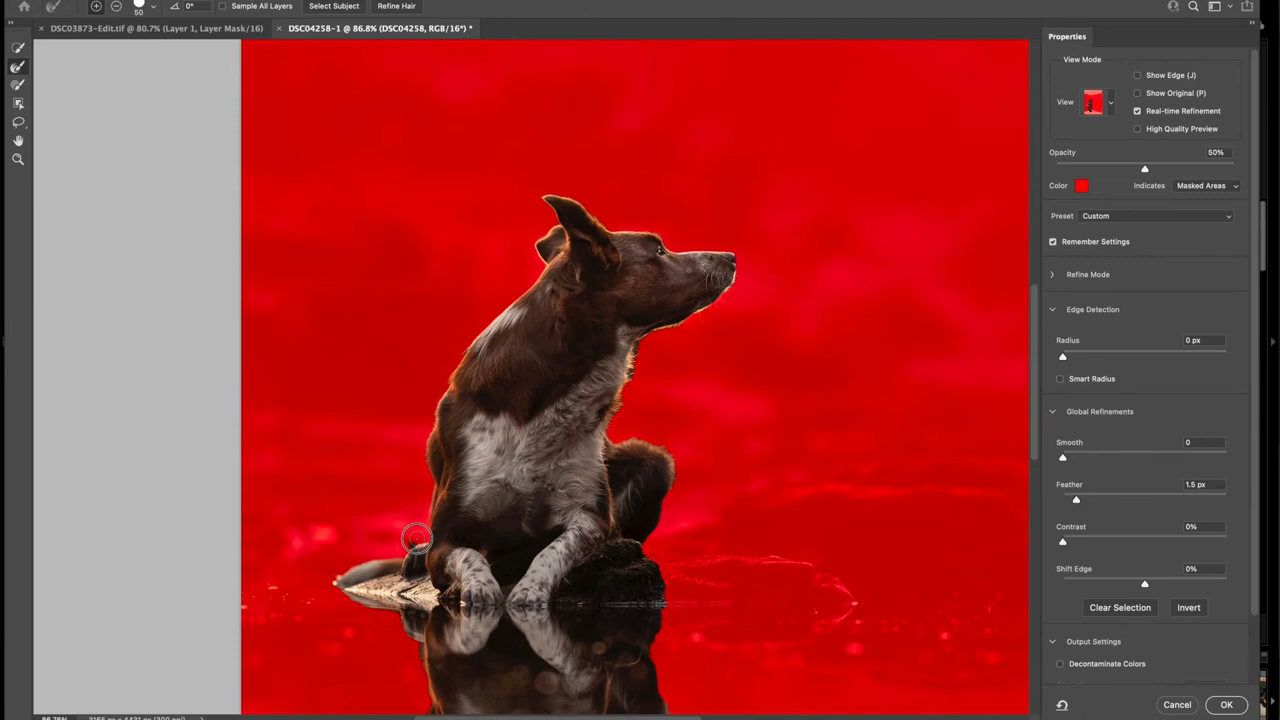 0° Sample All Layers Select Subject Refine Hair
50
DSC03873-Edit.tif @ 80.7% (Layer 1, Layer Mask/16) DSC04258-1 @ 86.8% (DSC04258, RGB/16*) *
Properties
View Mode
Show Edge (J)
View
Show Original (P)
Real-time Refinement
High Quality Preview
Opacity 50%
Color Indicates Masked Areas
Preset Custom
Remember Settings
Refine Mode
Edge Detection
Radius 0 px
Smart Radius
Global Refinements
Smooth 0
Feather 1.5 px
Contrast 0%
Shift Edge 0%
Clear Selection Invert
Output Settings
Decontaminate Colors
Cancel OK